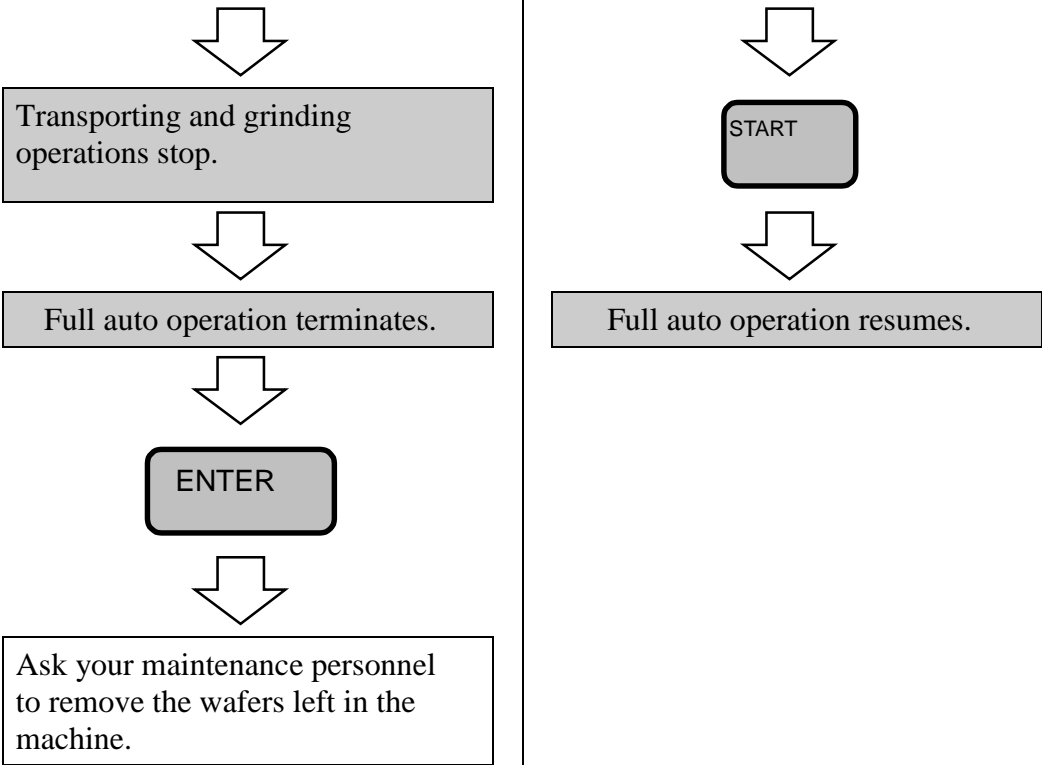 Transporting and grinding
operations stop.
Full auto operation terminates.
ENTER
Ask your maintenance personnel
to remove the wafers left in the
machine.
START
Full auto operation resumes.